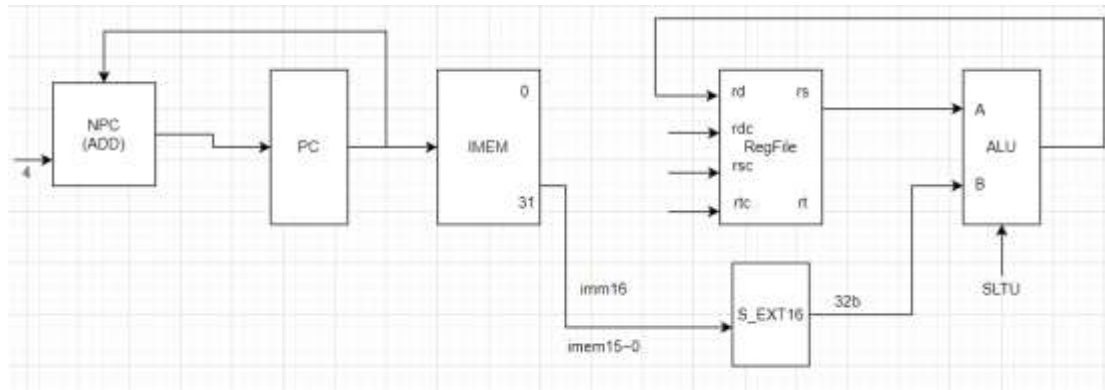 NPC
(ADD)
4
PC
0
IMEM
31
rd
rs
rdc
RegFile
rsc
rtc
rt
A
ALU
B
SLTU
imm16
imem15~0
S_EXT16
32b